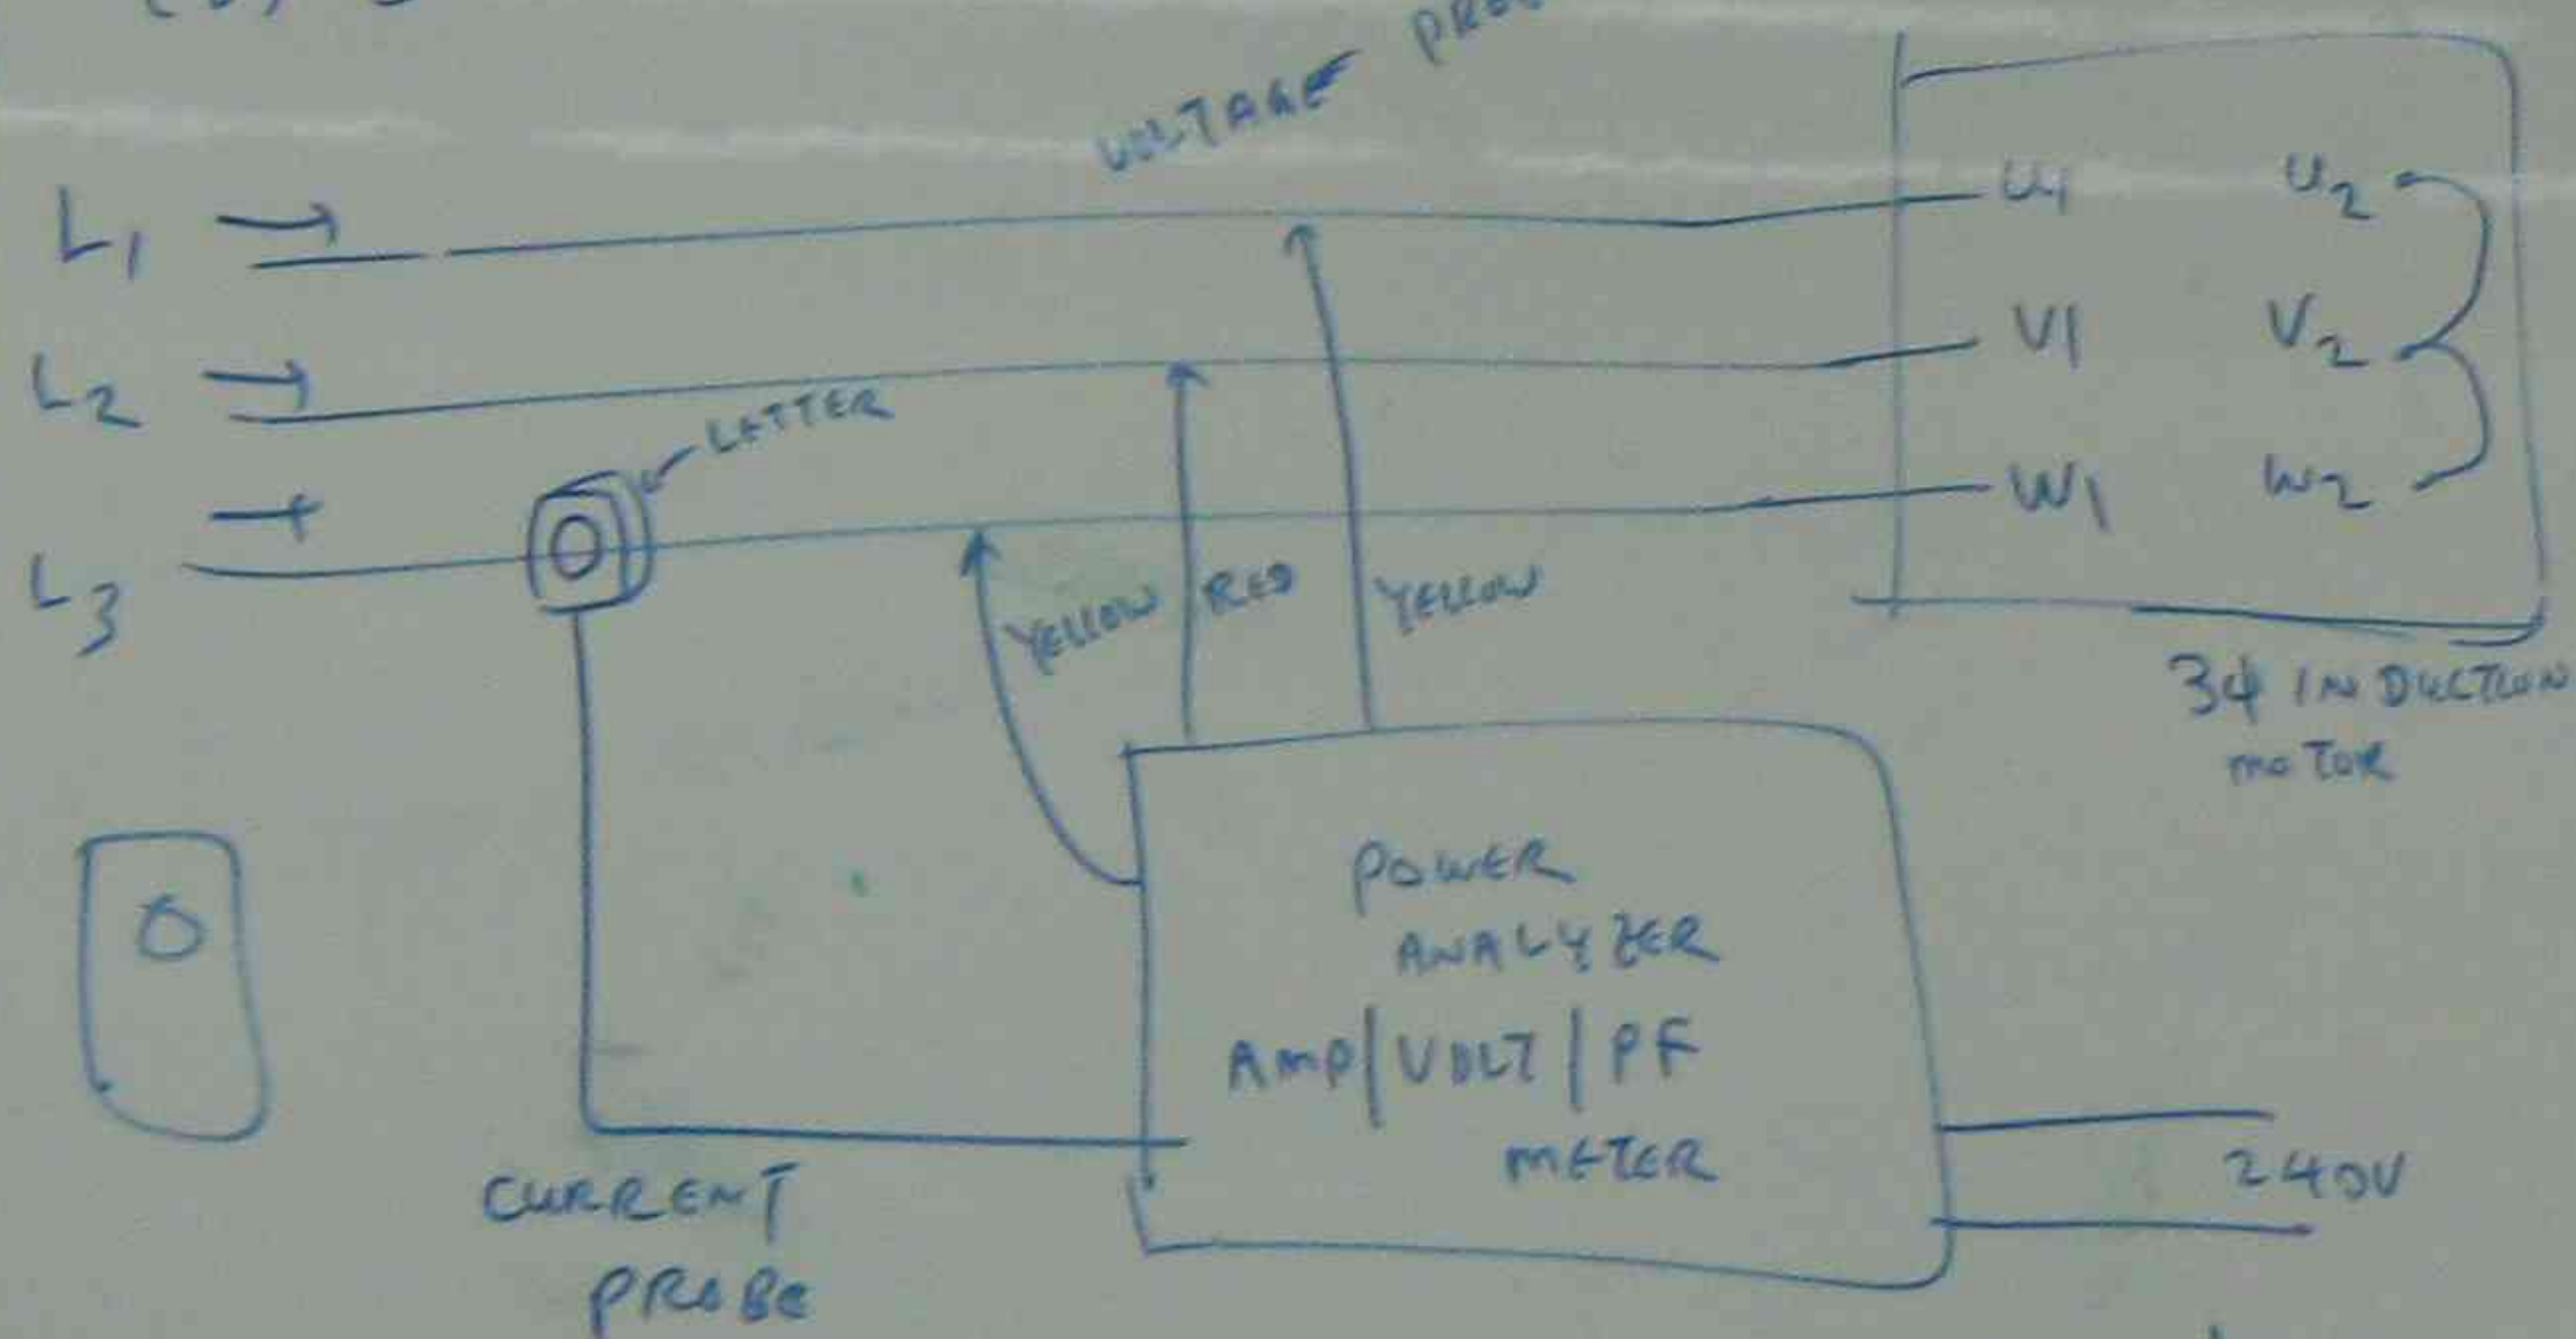 VOLTAGE
L1
U1
U2
L2
V1
V2
LETTER
L3
W1
W2
YELLOW
RED
YELLOW
3ϕ INDUCTION
MOTOR
POWER
ANALYZER
AMP/VOLT/PF
METER
240V
CURRENT
PROBE